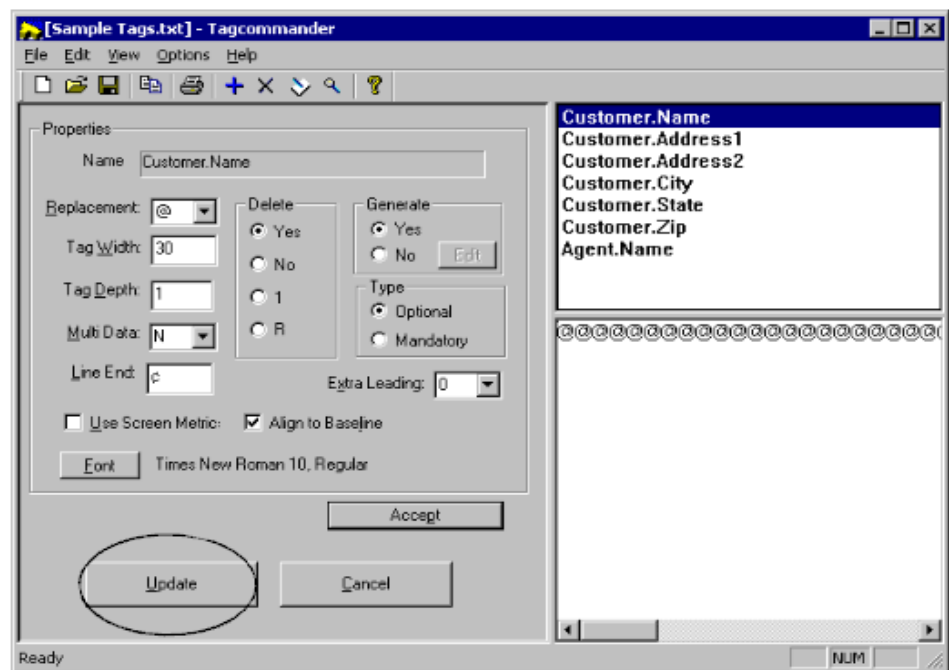 [Sample Tags.txt] - Tagcommander
File Edit View Options Help
Properties
Name Customer.Name
Replacement: @
Tag Width: 30
Tag Depth: 1
Multi Data: N
Line End: ¢
Delete
Yes
No
1
R
Generate
Yes
No Edit
Type
Optional
Mandatory
Extra Leading: 0
Use Screen Metric: Align to Baseline
Font Times New Roman 10, Regular
Accept
Update Cancel
Customer.Name
Customer.Address1
Customer.Address2
Customer.City
Customer.State
Customer.Zip
Agent.Name
@@@@@@@@@@@@@@@@@@@@@@@@@@
Ready NUM